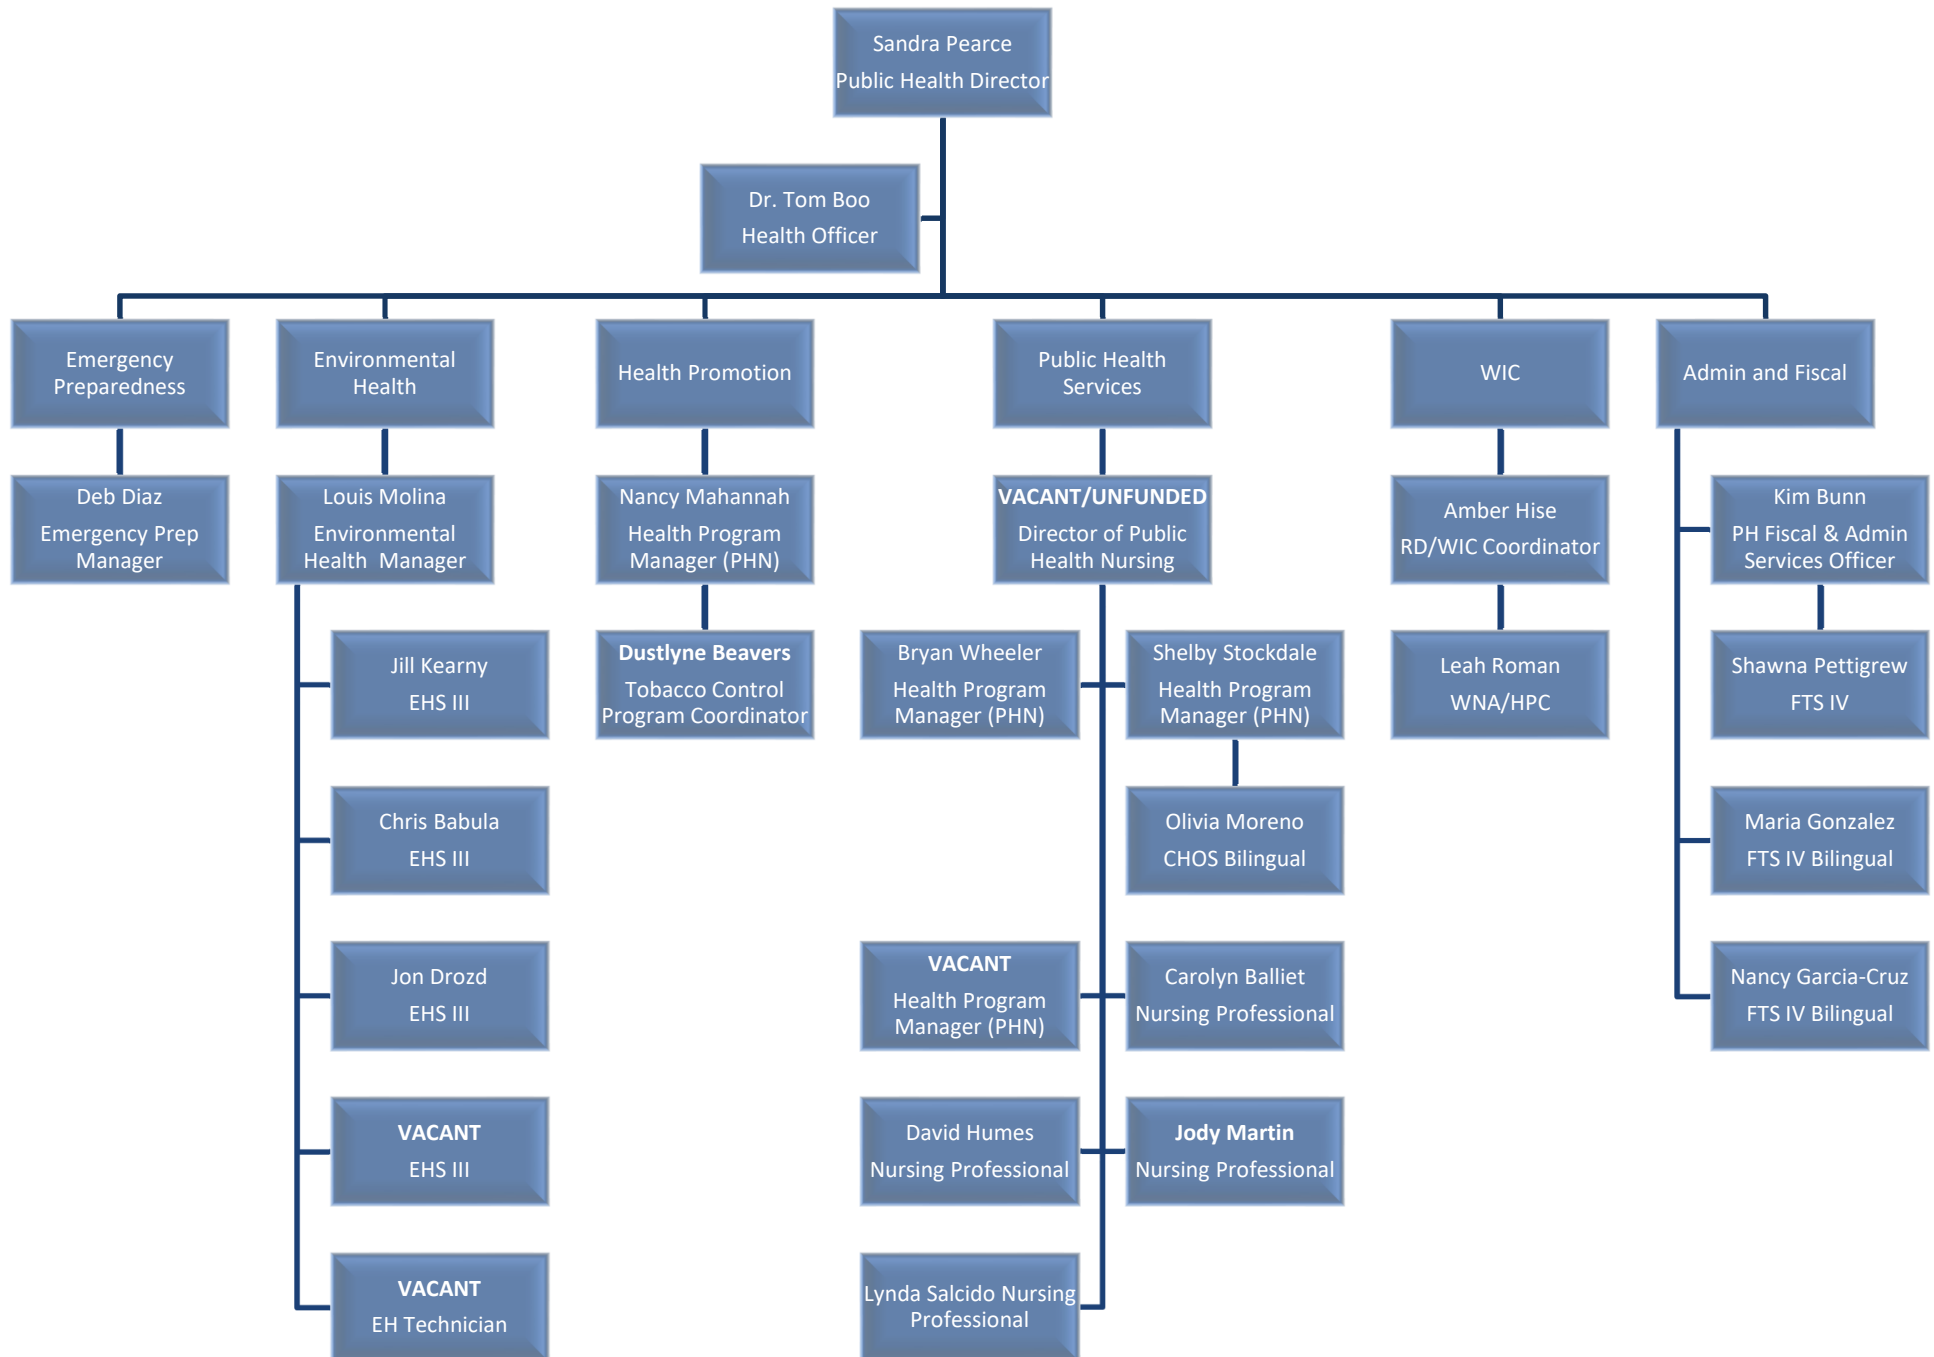 Sandra Pearce
Public Health Director
Dr. Tom Boo
Health Officer
Emergency
Preparedness
Environmental
Health
Health Promotion
Public Health
Services
WIC
Admin and Fiscal
Deb Diaz
Emergency Prep
Manager
Louis Molina
Environmental
Health Manager
Nancy Mahannah
Health Program
Manager (PHN)
VACANT/UNFUNDED
Director of Public
Health Nursing
Amber Hise
RD/WIC Coordinator
Kim Bunn
PH Fiscal & Admin
Services Officer
Jill Kearny
EHS III
Dustlyne Beavers
Tobacco Control
Program Coordinator
Bryan Wheeler
Health Program
Manager (PHN)
Shelby Stockdale
Health Program
Manager (PHN)
Leah Roman
WNA/HPC
Shawna Pettigrew
FTS IV
Chris Babula
EHS III
Olivia Moreno
CHOS Bilingual
Maria Gonzalez
FTS IV Bilingual
Jon Drozd
EHS III
VACANT
Health Program
Manager (PHN)
Carolyn Balliet
Nursing Professional
Nancy Garcia-Cruz
FTS IV Bilingual
VACANT
EHS III
David Humes
Nursing Professional
Jody Martin
Nursing Professional
VACANT
EH Technician
Lynda Salcido Nursing
Professional